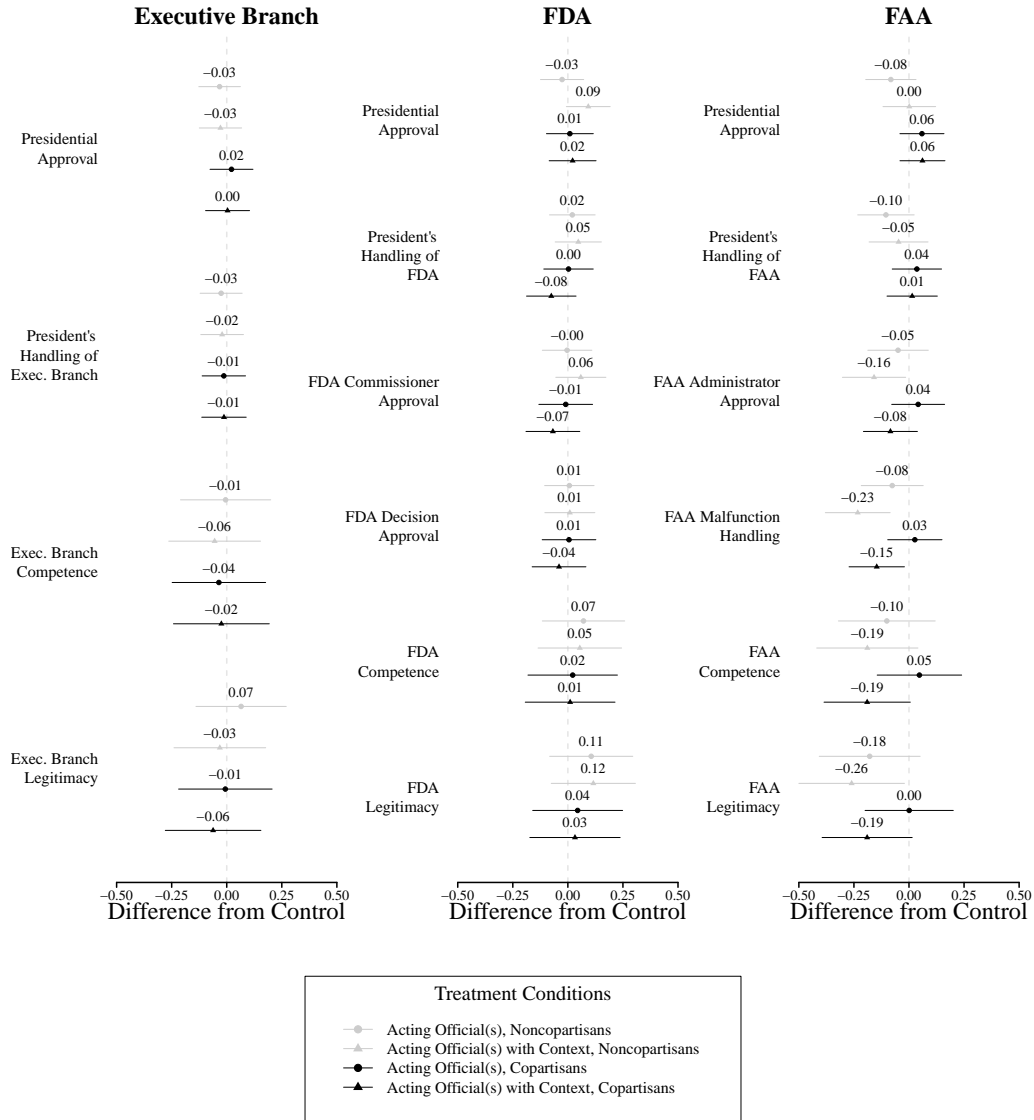 Executive Branch
Presidential
Approval
−0.03
−0.03
0.02
0.00
President's
Handling of
Exec. Branch
−0.03
−0.02
−0.01
−0.01
Exec. Branch
Competence
−0.01
−0.06
−0.04
−0.02
Exec. Branch
Legitimacy
0.07
−0.03
−0.01
−0.06
−0.50 −0.25 0.00 0.25 0.50
Difference from Control
FDA
Presidential
Approval
−0.03
0.09
0.01
0.02
President's
Handling of
FDA
0.02
0.05
0.00
−0.08
FDA Commissioner
Approval
−0.00
0.06
−0.01
−0.07
FDA Decision
Approval
0.01
0.01
0.01
−0.04
FDA
Competence
0.07
0.05
0.02
0.01
FDA
Legitimacy
0.11
0.12
0.04
0.03
−0.50 −0.25 0.00 0.25 0.50
Difference from Control
FAA
Presidential
Approval
−0.08
0.00
0.06
0.06
President's
Handling of
FAA
−0.10
−0.05
0.04
0.01
FAA Administrator
Approval
−0.05
−0.16
0.04
−0.08
FAA Malfunction
Handling
−0.08
−0.23
0.03
−0.15
FAA
Competence
−0.10
−0.19
0.05
−0.19
FAA
Legitimacy
−0.18
−0.26
0.00
−0.19
−0.50 −0.25 0.00 0.25 0.50
Difference from Control
Treatment Conditions
Acting Official(s), Noncopartisans
Acting Official(s) with Context, Noncopartisans
Acting Official(s), Copartisans
Acting Official(s) with Context, Copartisans